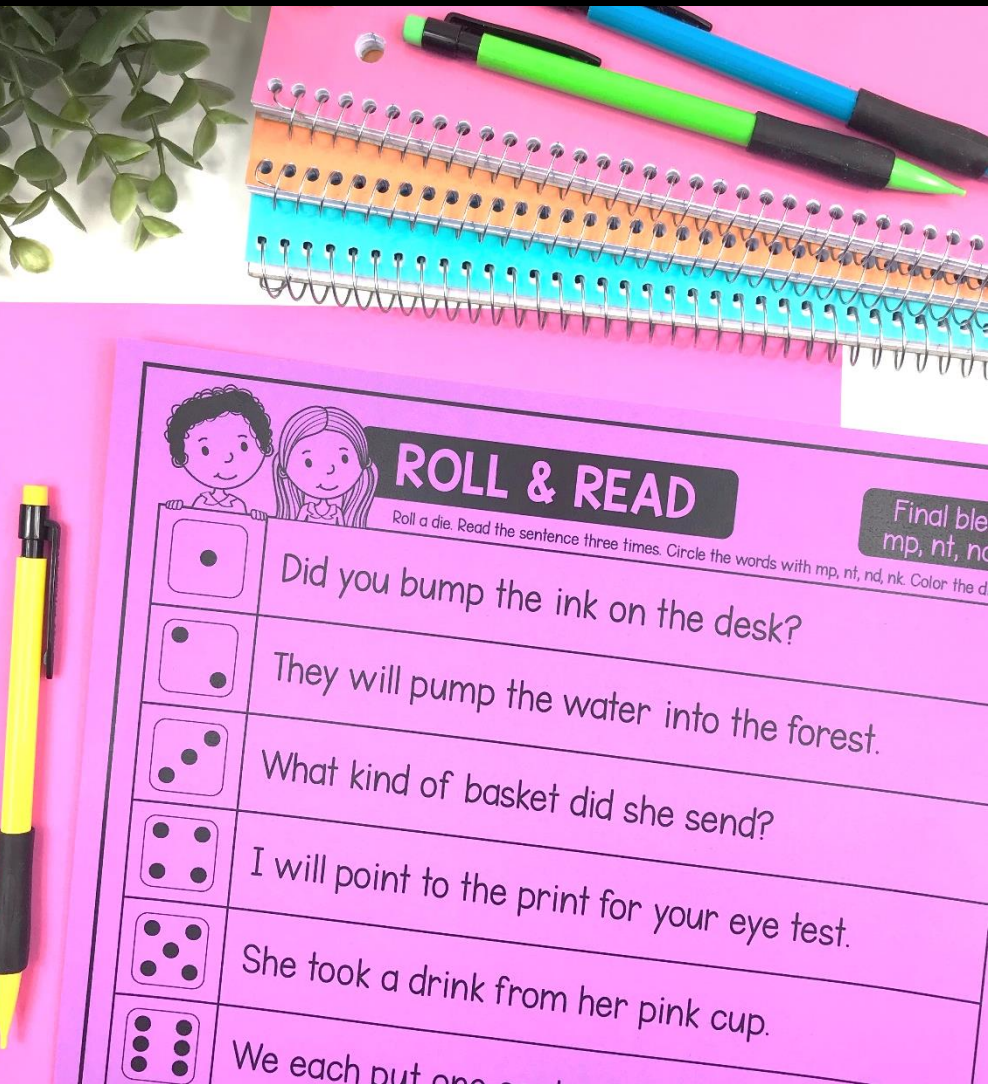 ROLL & READ
Final
mp, nt,
Roll a die. Read the sentence three times. Circle the words with mp, nt, nd, nk. Color the
Did you bump the ink on the desk?
They will pump the water into the forest.
What kind of basket did she send?
I will point to the print for your eye test.
She took a drink from her pink cup.
We each put one